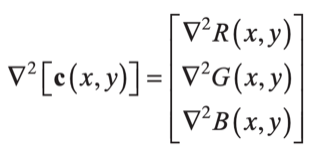 ∇²[c(x,y)] = [∇²R(x,y)
∇²G(x,y)
∇²B(x,y)]